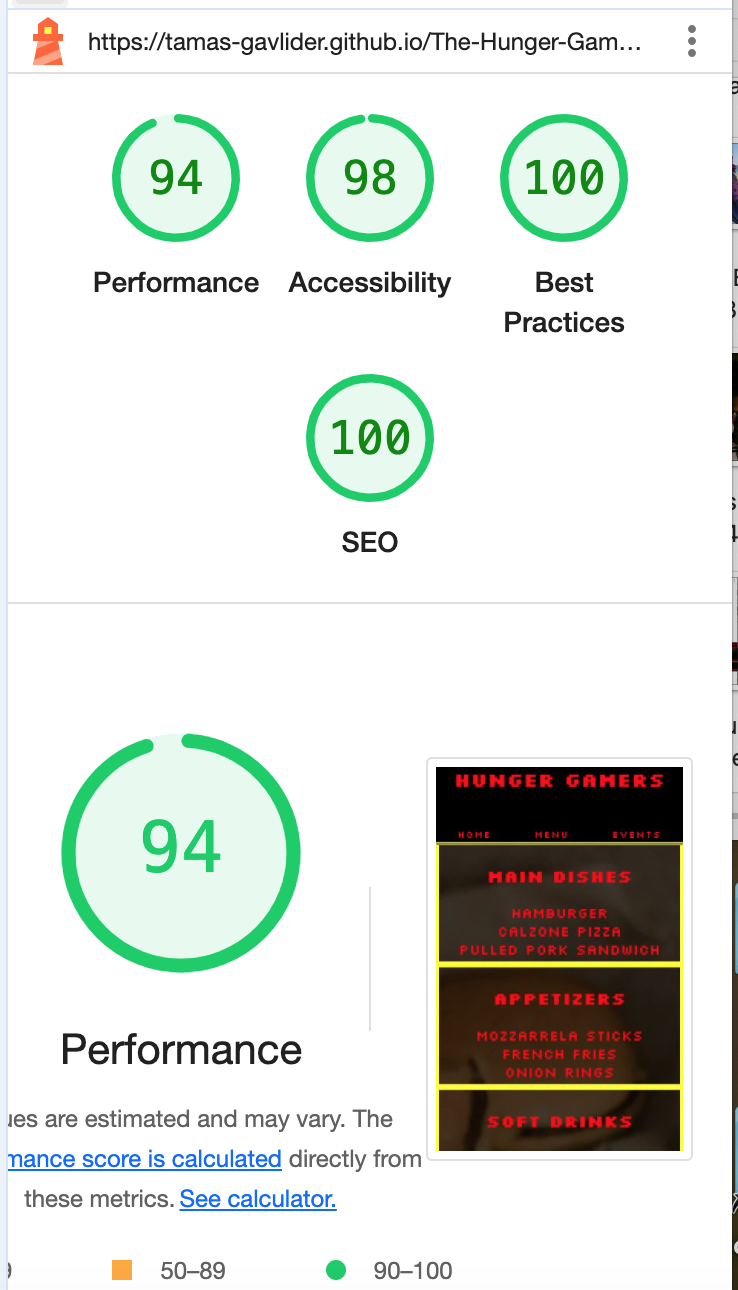 https://tamas-gavlider.github.io/The-Hunger-Gam…
94
98
100
Performance
Accessibility
Best
Practices
100
SEO
94
Performance
are estimated and may vary. The
score is calculated directly from
these metrics. See calculator.
50–89
90–100
HUNGER GAMERS
HOME MENU EVENTS
MAIN DISHES
HAMBURGER
CALZONE PIZZA
PULLED PORK SANDWICH
APPETIZERS
MOZZARRELA STICKS
FRENCH FRIES
ONION RINGS
SOFT DRINKS